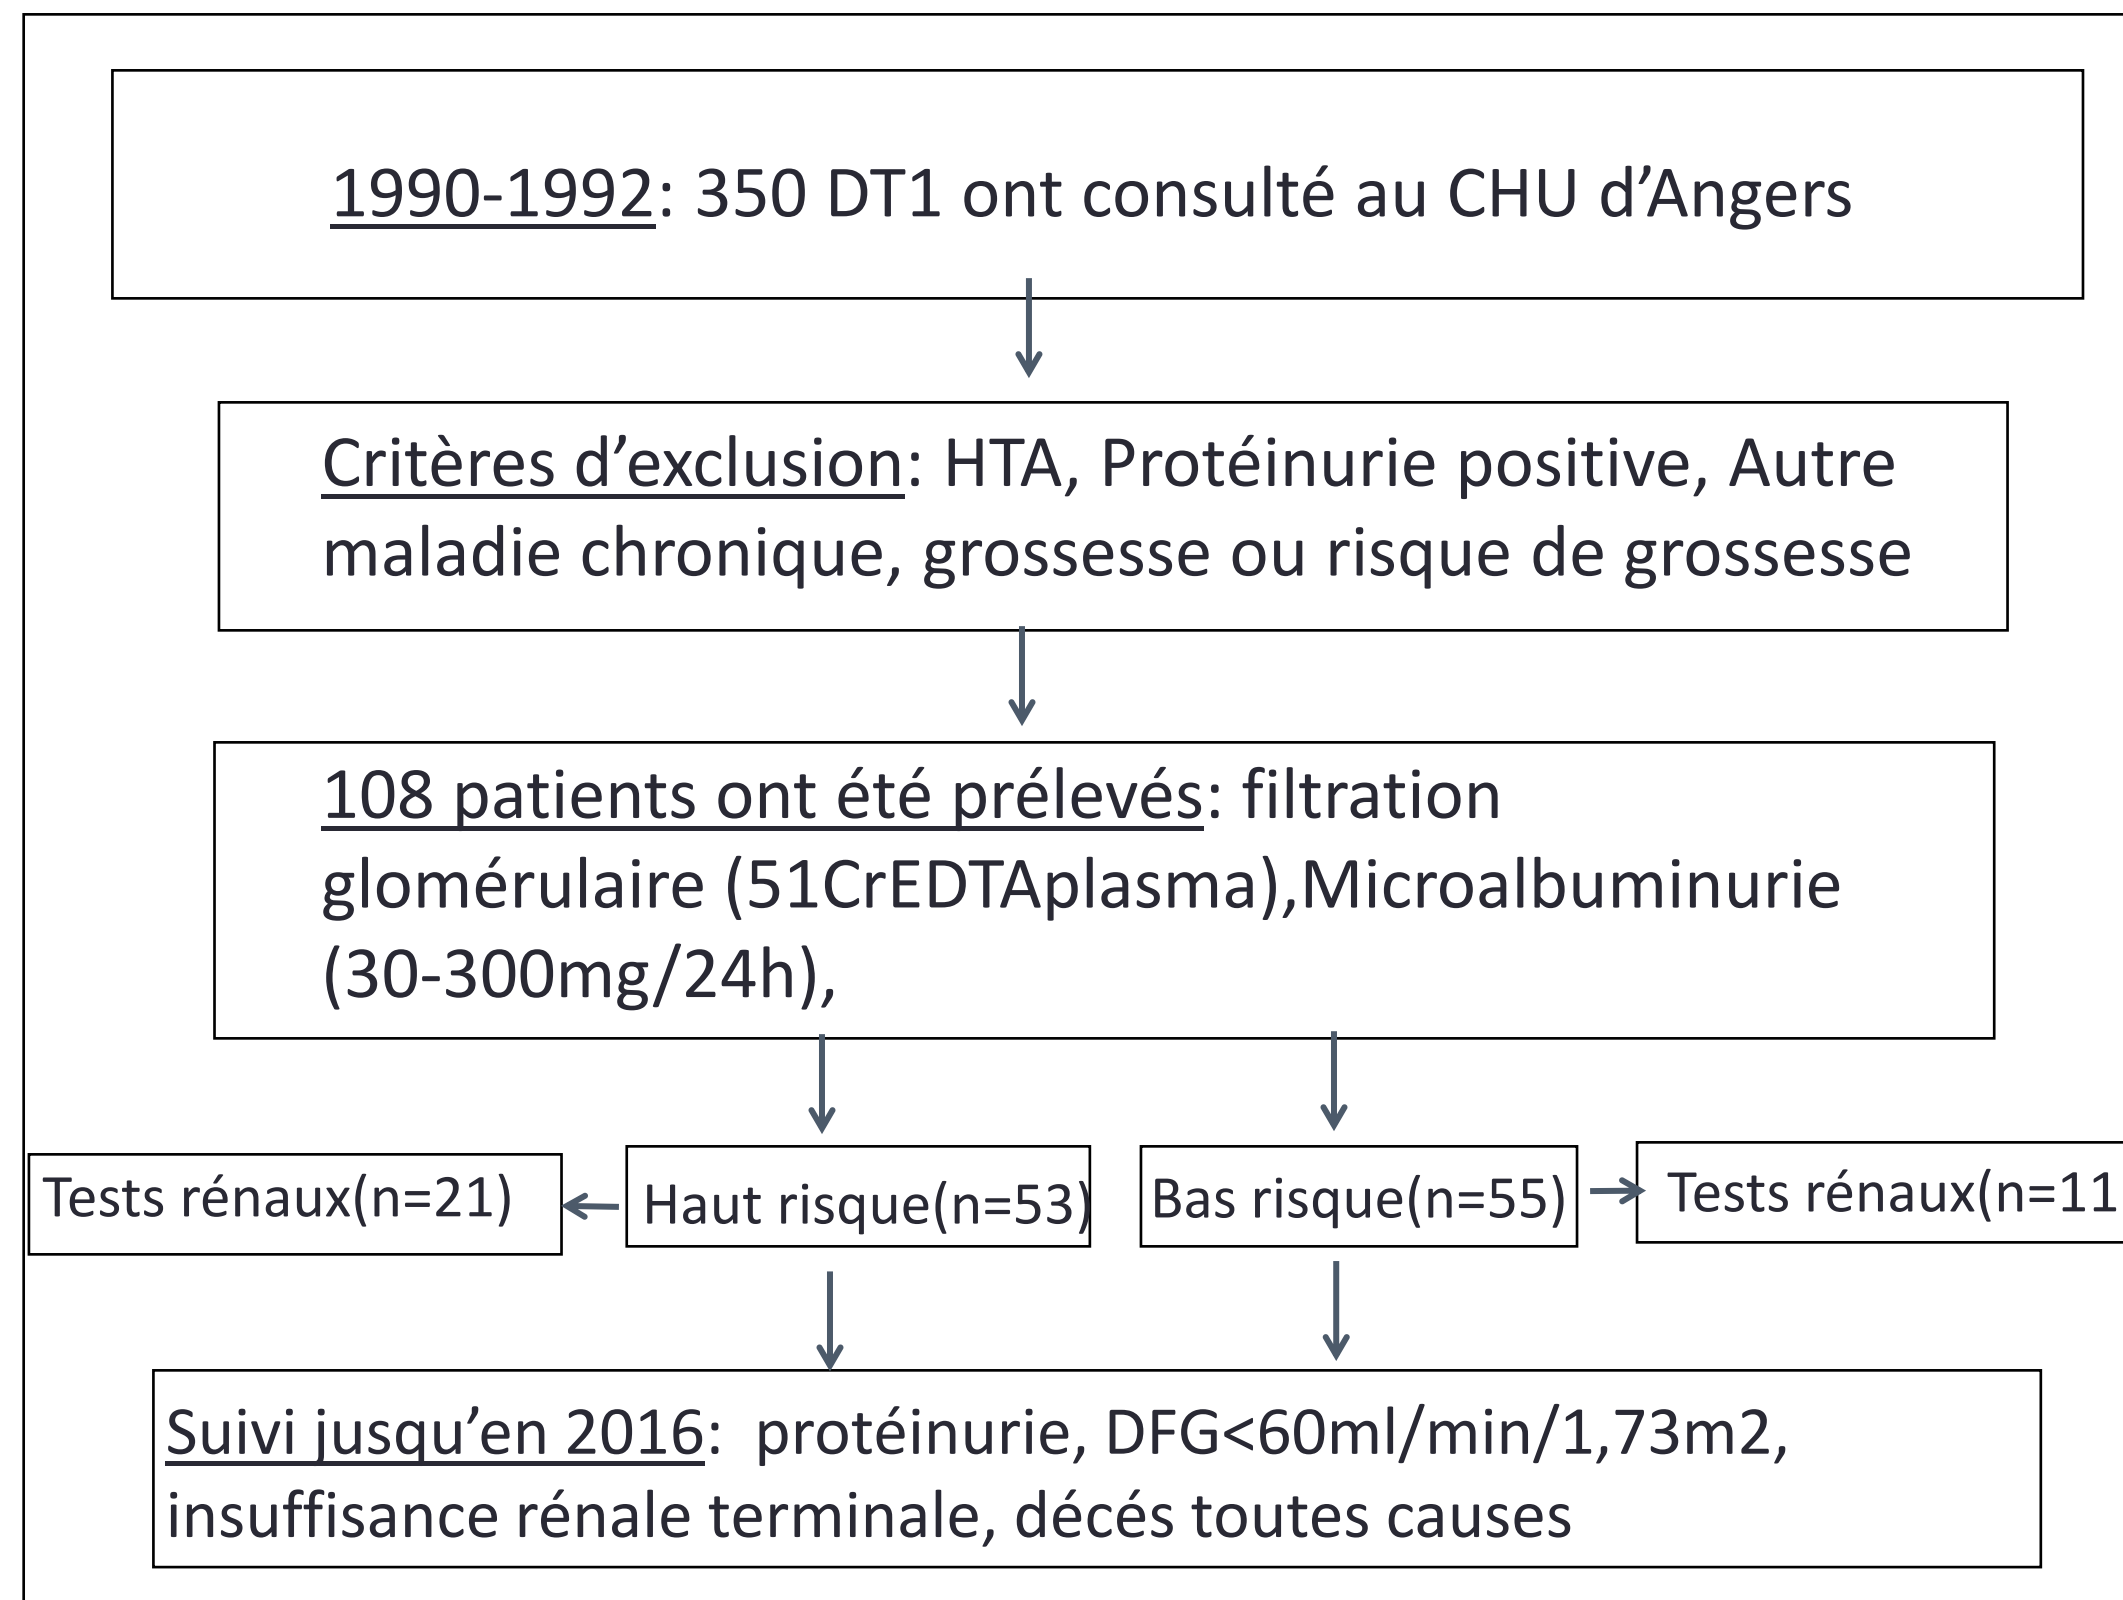 1990-1992: 350 DT1 ont consulté au CHU d’Angers
Critères d’exclusion: HTA, Protéinurie positive, Autre
maladie chronique, grossesse ou risque de grossesse
108 patients ont été prélevés: filtration
glomérulaire (51CrEDTAplasma),Microalbuminurie
(30-300mg/24h),
Tests rénaux(n=21)
Haut risque(n=53)
Bas risque(n=55)
Tests rénaux(n=11
Suivi jusqu’en 2016: protéinurie, DFG<60ml/min/1,73m2,
insuffisance rénale terminale, décés toutes causes